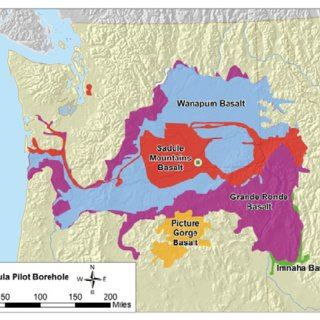 Wanapum Basalt
Saddle
Mountains
Basalt
Grande Ronde
Basalt
Picture
Gorge
Basalt
Imnaha Ba
ula Pilot Borehole
N
W
E
S
50
100
150
200
Miles